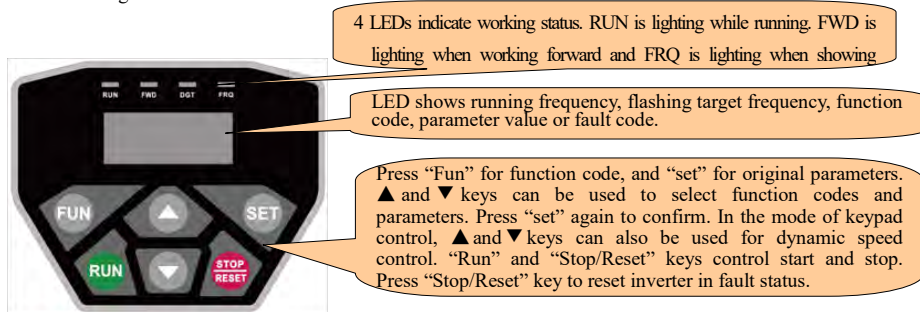 4 LEDs indicate working status. RUN is lighting while running. FWD is
lighting when working forward and FRQ is lighting when showing
RUN FWD DGT FRQ
LED shows running frequency, flashing target frequency, function
code, parameter value or fault code.
Press “Fun” for function code, and “set” for original parameters.
▲ and ▼ keys can be used to select function codes and
parameters. Press “set” again to confirm. In the mode of keypad
control, ▲ and ▼ keys can also be used for dynamic speed
control. “Run” and “Stop/Reset” keys control start and stop.
Press “Stop/Reset” key to reset inverter in fault status.
FUN SET
RUN STOP
RESET